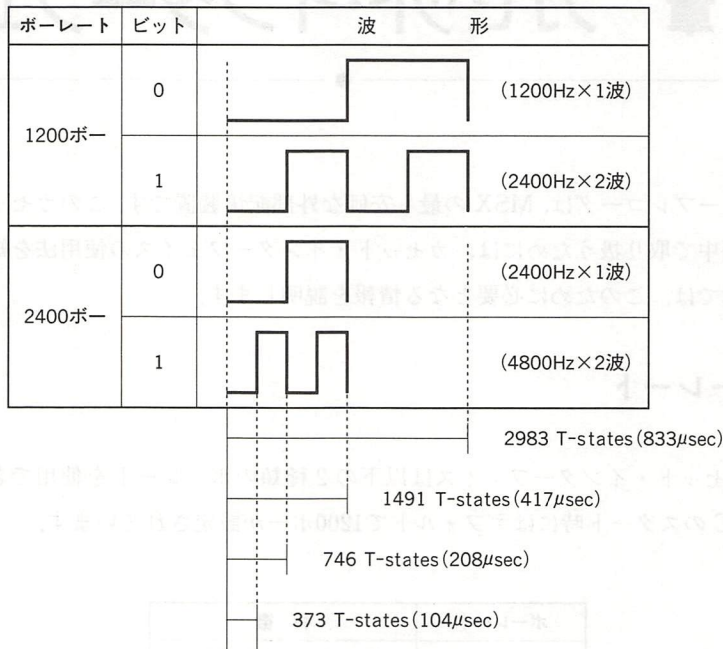 ボーレート ビット 波 形
1200ボー
0 (1200Hz×1波)
1 (2400Hz×2波)
2400ボー
0 (2400Hz×1波)
1 (4800Hz×2波)
2983 T-states(833μsec)
1491 T-states(417μsec)
746 T-states(208μsec)
373 T-states(104μsec)